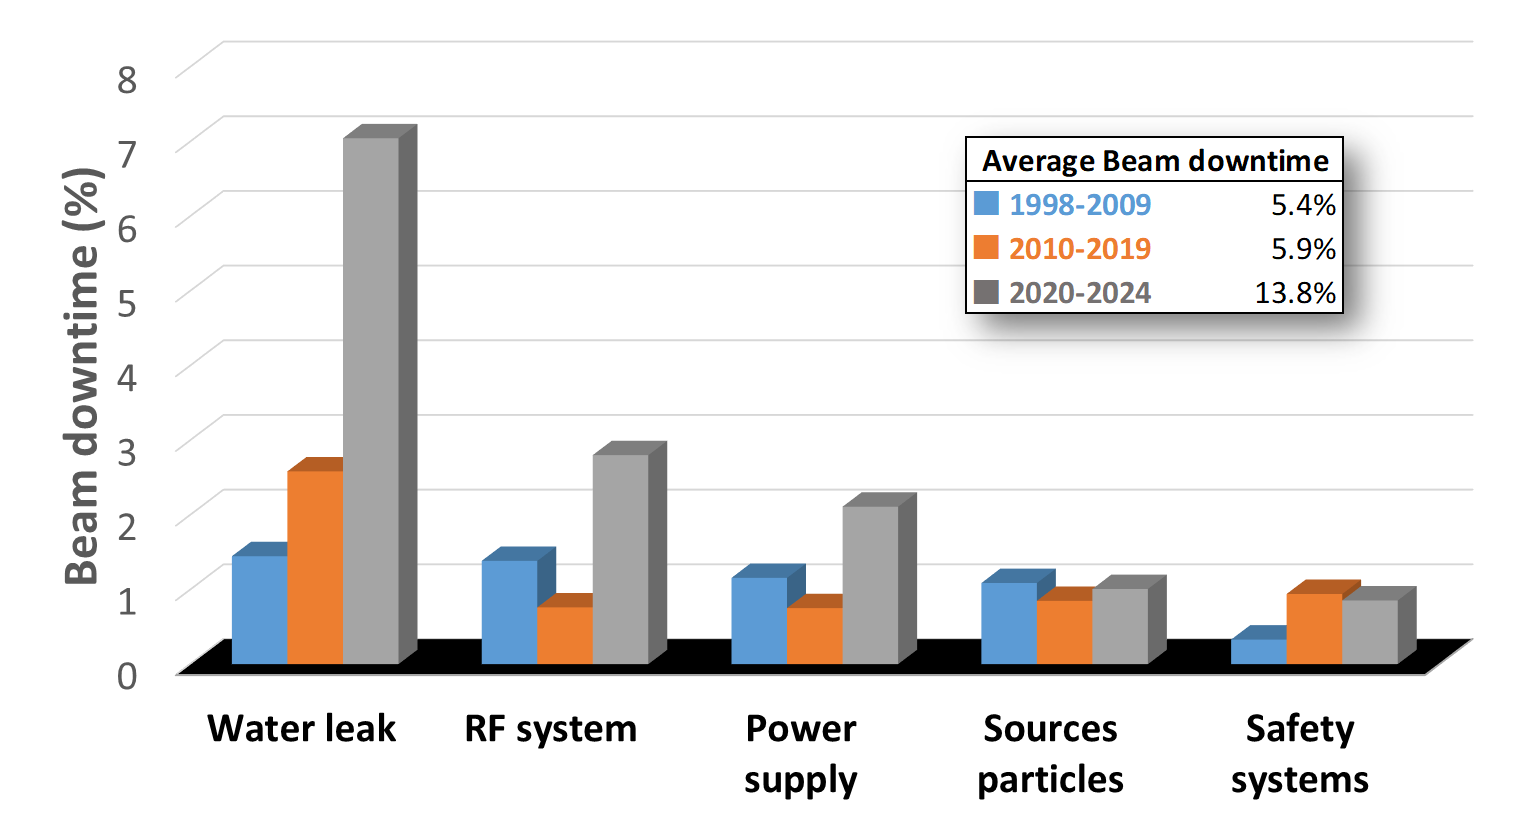 Beam downtime (%)
8
7
6
5
4
3
2
1
0
Average Beam downtime
1998-2009 5.4%
2010-2019 5.9%
2020-2024 13.8%
Water leak
RF system
Power
supply
Sources
particles
Safety
systems